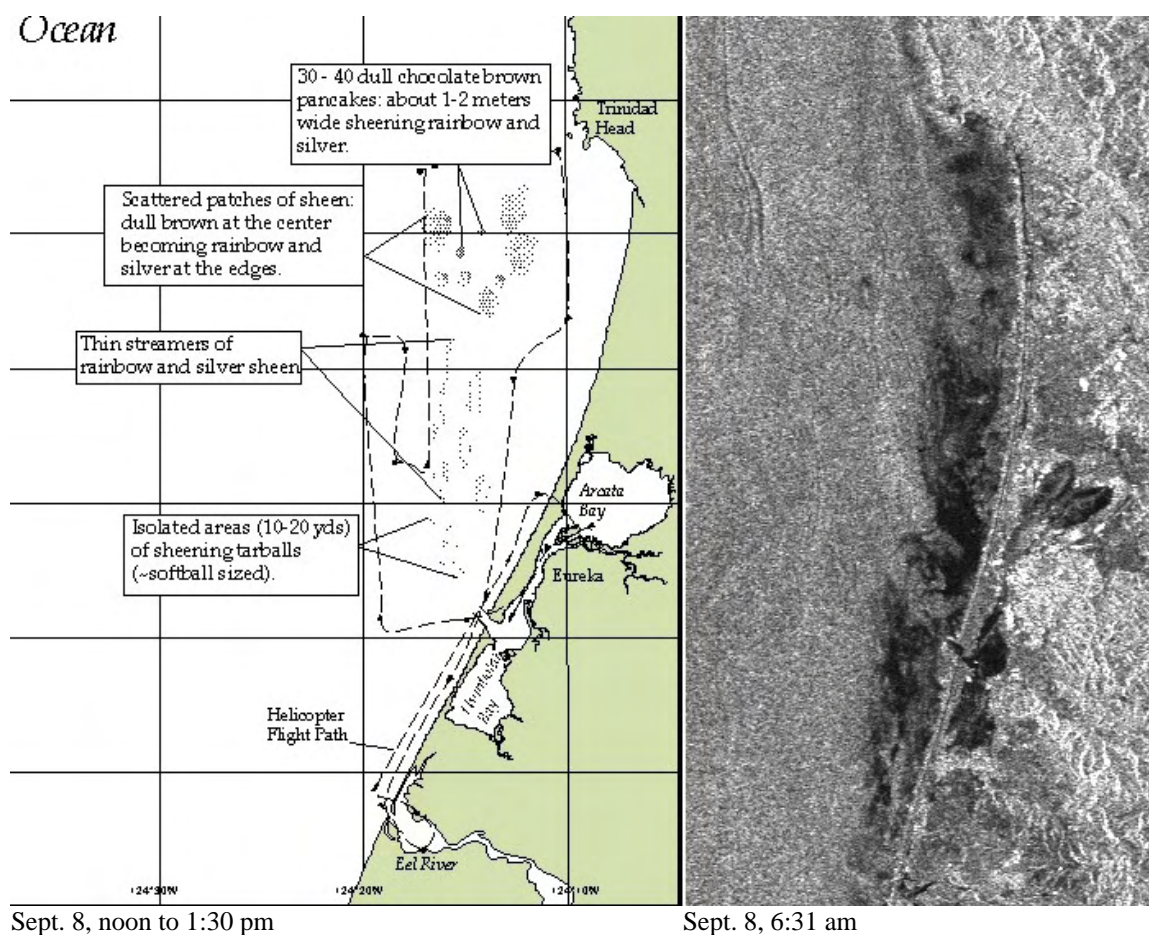 Ocean
30 - 40 dull chocolate brown
pancakes: about 1-2 meters
wide sheening rainbow and
silver.
Trinidad
Head
Scattered patches of sheen:
dull brown at the center
becoming rainbow and
silver at the edges.
Thin streamers of
rainbow and silver sheen
Arcata
Bay
Isolated areas (10-20 yds)
of sheening tarballs
(~softball sized).
Eureka
Humboldt
Bay
Helicopter
Flight Path
Eel River
124°30'W
124°20'W
124°10'W
Sept. 8, noon to 1:30 pm
Sept. 8, 6:31 am